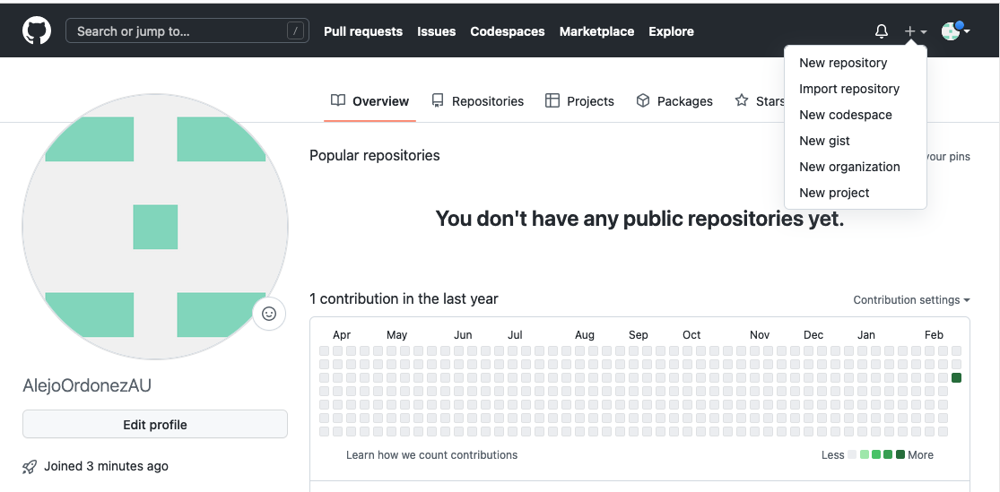 Search or jump to...
/
Pull requests
Issues
Codespaces
Marketplace
Explore
New repository
Import repository
New codespace
New gist
New organization
New project
Overview
Repositories
Projects
Packages
Stars
Popular repositories
your pins
You don't have any public repositories yet.
1 contribution in the last year
Contribution settings
Apr May Jun Jul Aug Sep Oct Nov Dec Jan Feb
Learn how we count contributions
Less
More
AlejoOrdonezAU
Edit profile
Joined 3 minutes ago